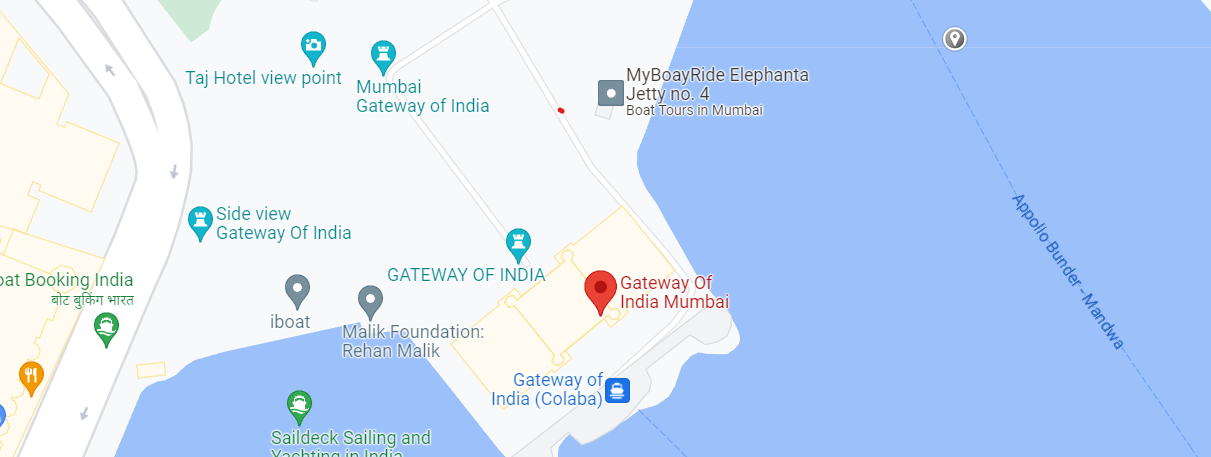 Taj Hotel view point
Mumbai
Gateway of India
MyBoayRide Elephanta
Jetty no. 4
Boat Tours in Mumbai
Side view
Gateway Of India
GATEWAY OF INDIA
Gateway Of
India Mumbai
oat Booking India
बोट बुकिंग भारत
iboat
Malik Foundation:
Rehan Malik
Gateway of
India (Colaba)
Saildeck Sailing and
Yachting in India
Appollo Bunder - Mandwa